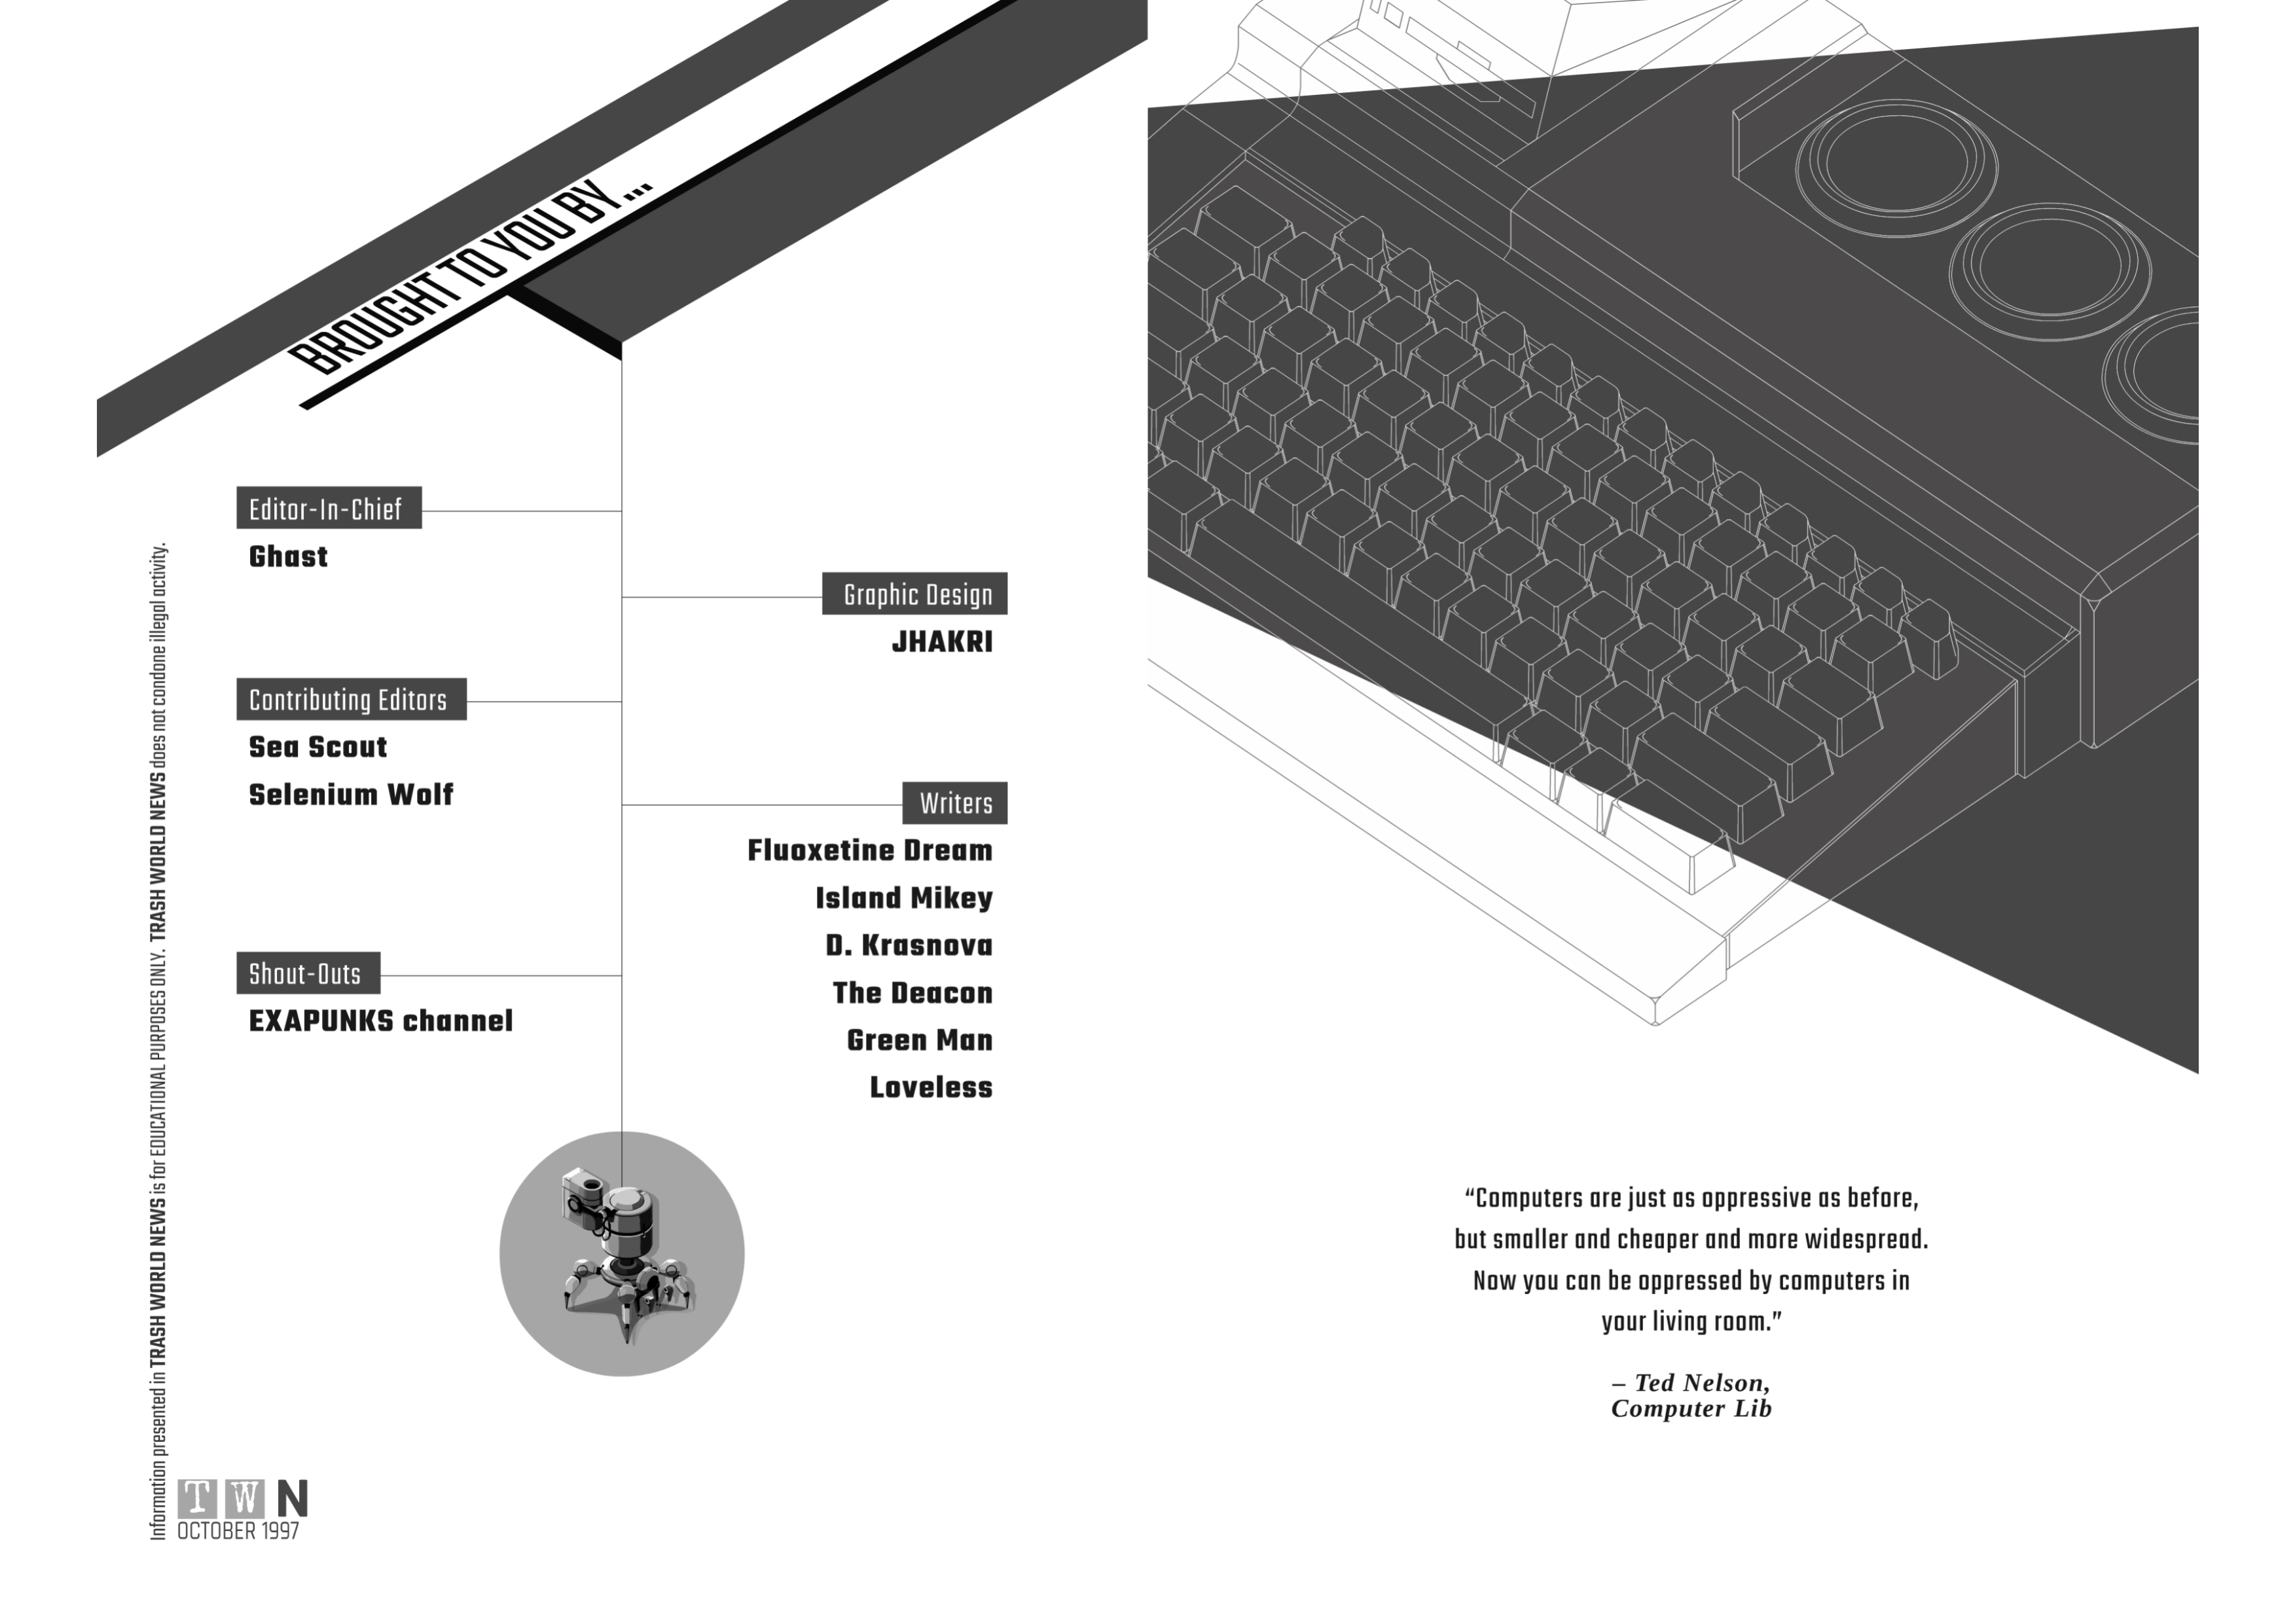 BROUGHT TO YOU BY...
Editor-In-Chief
Ghast
Graphic Design
JHAKRI
Contributing Editors
Sea Scout
Selenium Wolf
Writers
Fluoxetine Dream
Island Mikey
D. Krasnova
The Deacon
Green Man
Loveless
Shout-Outs
EXAPUNKS channel
Information presented in TRASH WORLD NEWS is for EDUCATIONAL PURPOSES ONLY. TRASH WORLD NEWS does not condone illegal activity.
TWN
OCTOBER 1997
“Computers are just as oppressive as before,
but smaller and cheaper and more widespread.
Now you can be oppressed by computers in
your living room.”
– Ted Nelson,
Computer Lib